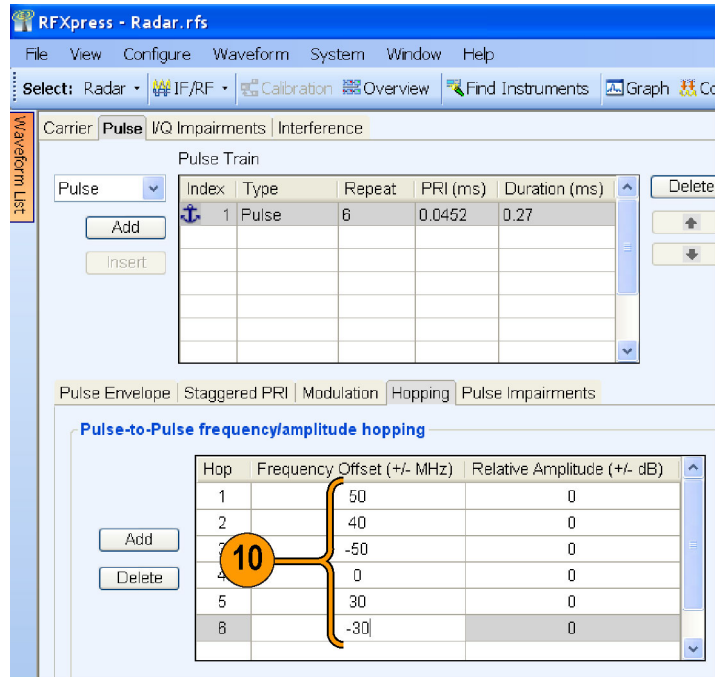 RFXpress - Radar.rfs
File View Configure Waveform System Window Help
Select: Radar IF/RF Calibration Overview Find Instruments Graph
Waveform List
Carrier Pulse I/Q Impairments Interference
Pulse Train
Pulse
Add
Insert
Index Type Repeat PRI (ms) Duration (ms)
1 Pulse 6 0.0452 0.27
Delete
Pulse Envelope Staggered PRI Modulation Hopping Pulse Impairments
Pulse-to-Pulse frequency/amplitude hopping
Add
Delete
Hop Frequency Offset (+/- MHz) Relative Amplitude (+/- dB)
1 50 0
2 40 0
-50 0
4 0 0
5 30 0
6 -30 0
10